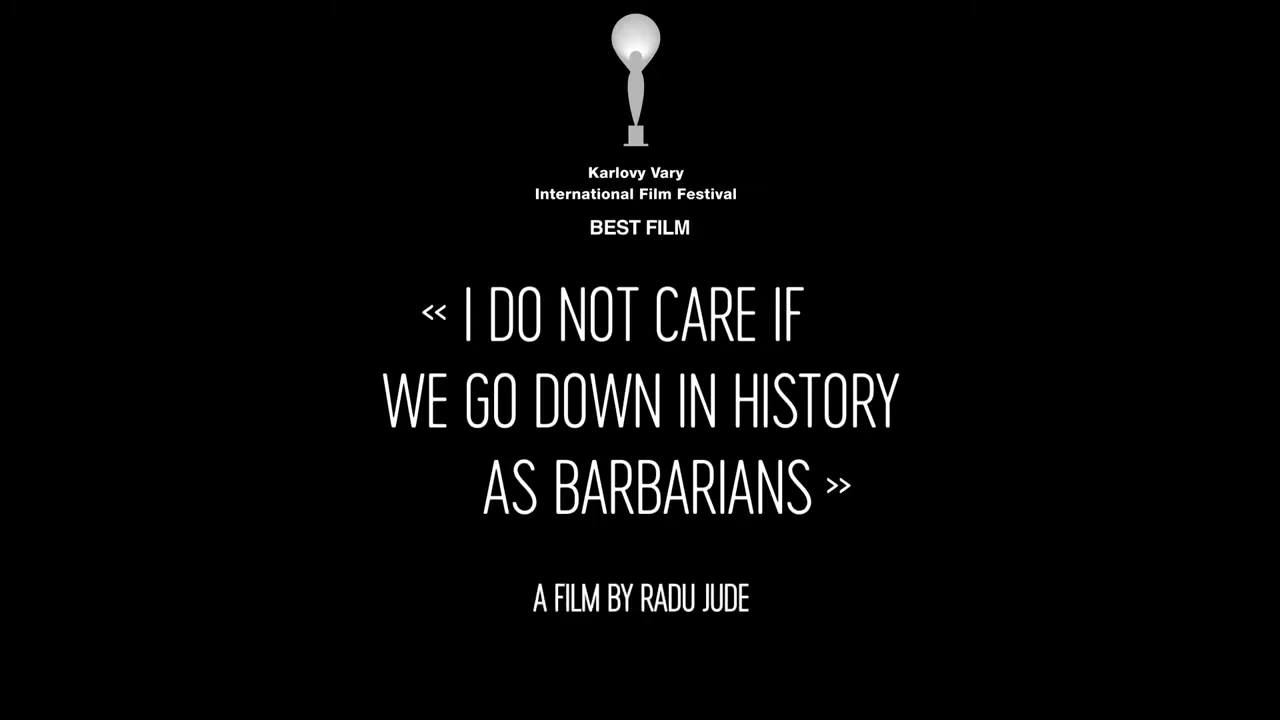 Karlovy Vary
International Film Festival
BEST FILM
« I DO NOT CARE IF
WE GO DOWN IN HISTORY
AS BARBARIANS »
A FILM BY RADU JUDE